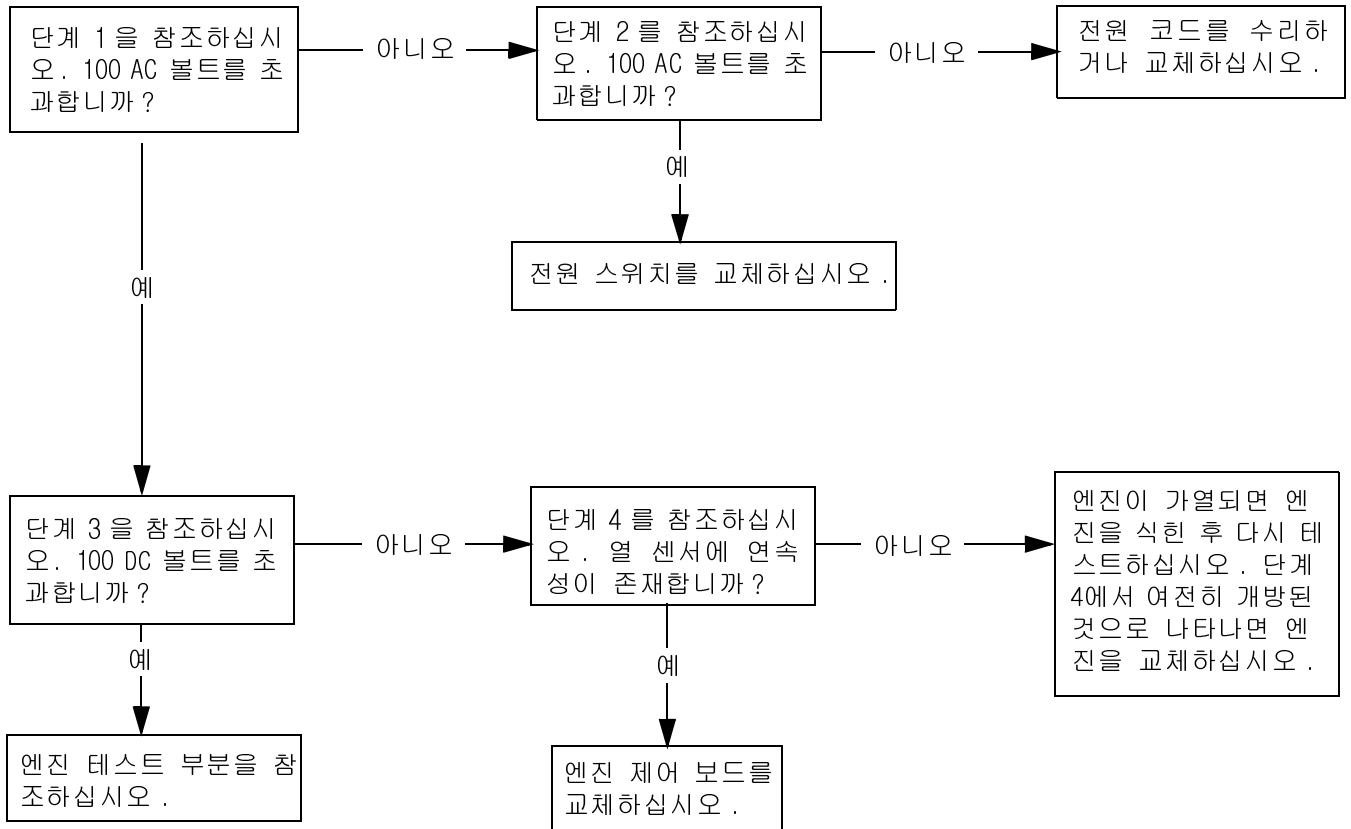 단계 1을 참조하십시
오. 100 AC 볼트를 초
과합니까?
아니오
단계 2를 참조하십시
오. 100 AC 볼트를 초
과합니까?
아니오
전원 코드를 수리하
거나 교체하십시오.
예
전원 스위치를 교체하십시오.
예
단계 3을 참조하십시
오. 100 DC 볼트를 초
과합니까?
아니오
단계 4를 참조하십시
오. 열 센서에 연속
성이 존재합니까?
아니오
엔진이 가열되면 엔
진을 식힌 후 다시 테
스트하십시오. 단계
4에서 여전히 개방된
것으로 나타나면 엔
진을 교체하십시오.
예
엔진 테스트 부분을 참
조하십시오.
예
엔진 제어 보드를
교체하십시오.